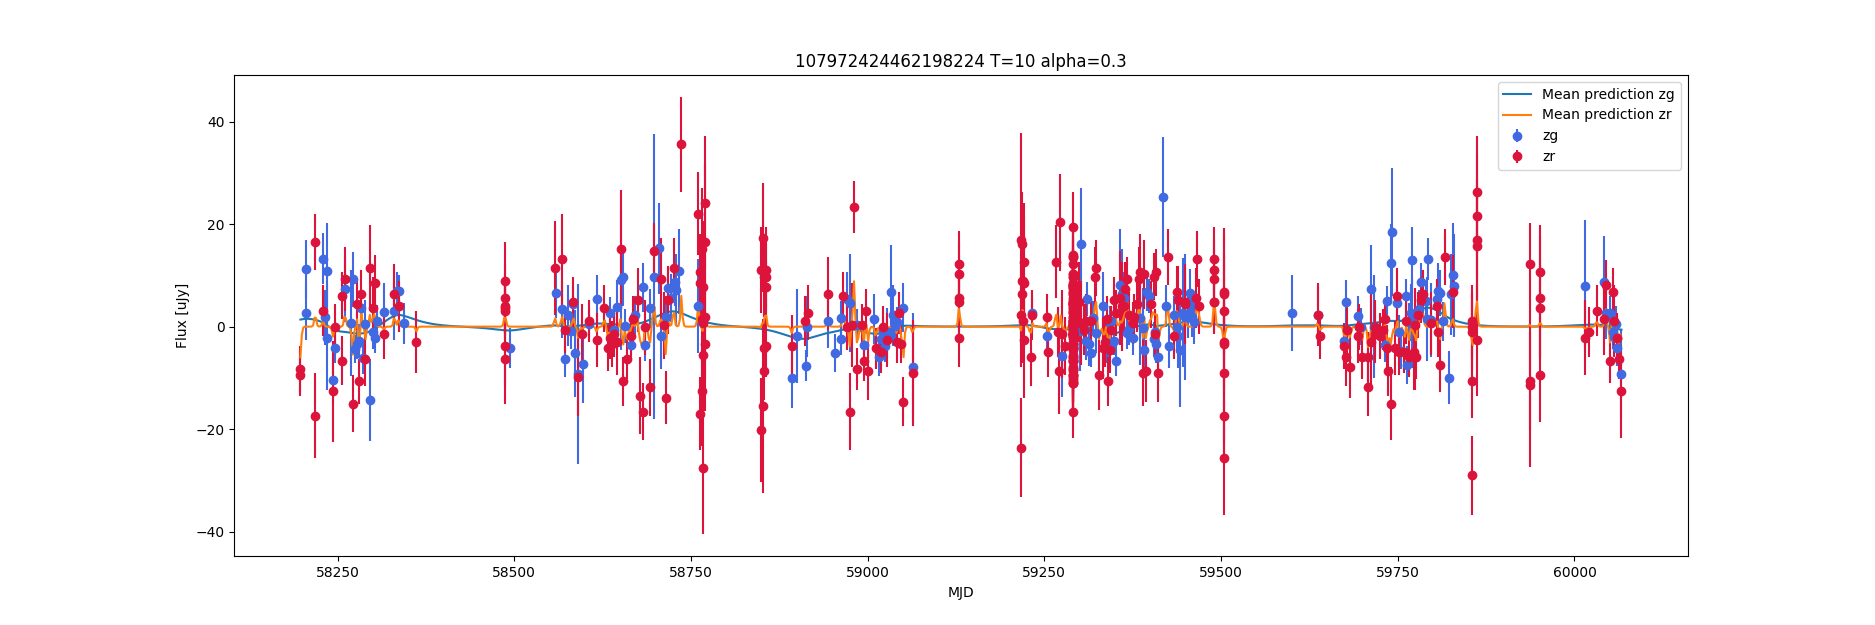 107972424462198224 T=10 alpha=0.3
Mean prediction zg
Mean prediction zr
zg
zr
Flux [uJy]
40
20
0
−20
−40
58250 58500 58750 59000 59250 59500 59750 60000
MJD